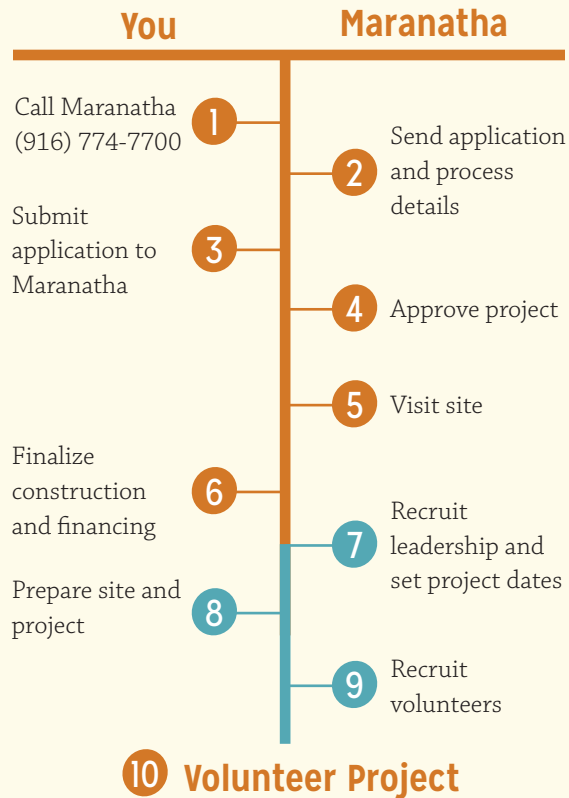 You
Maranatha
Call Maranatha
(916) 774-7700
1
2
Send application
and process
details
Submit
application to
Maranatha
3
4
Approve project
5
Visit site
Finalize
construction
and financing
6
7
Recruit
leadership and
set project dates
Prepare site and
project
8
9
Recruit
volunteers
10 Volunteer Project